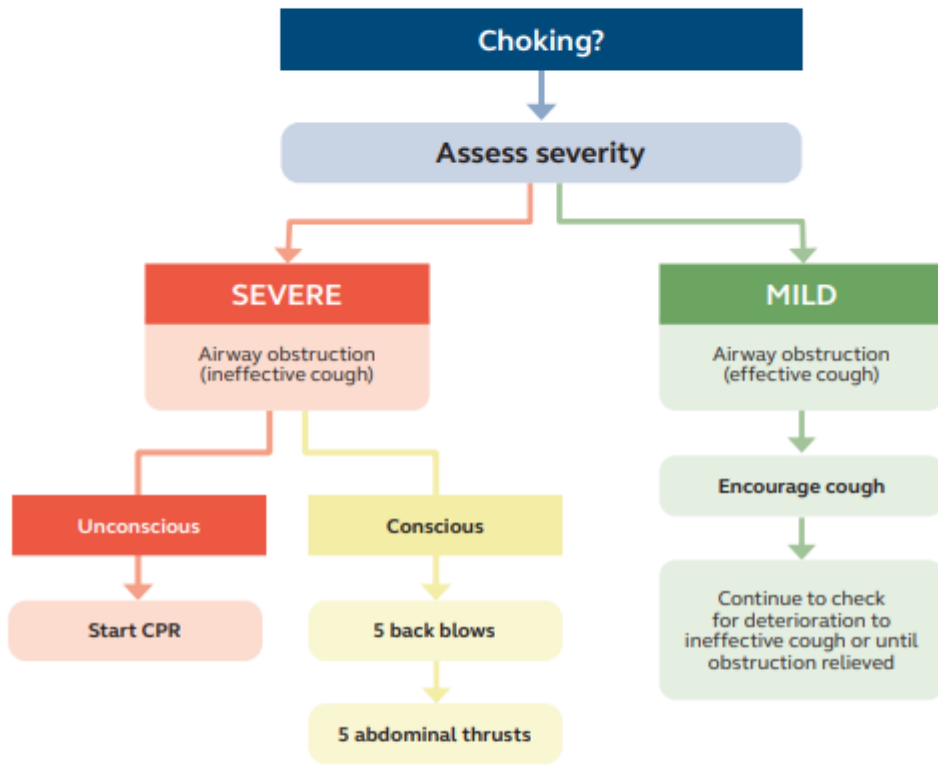 Choking?
Assess severity
SEVERE
Airway obstruction
(ineffective cough)
MILD
Airway obstruction
(effective cough)
Unconscious
Start CPR
Conscious
5 back blows
5 abdominal thrusts
Encourage cough
Continue to check
for deterioration to
ineffective cough or until
obstruction relieved